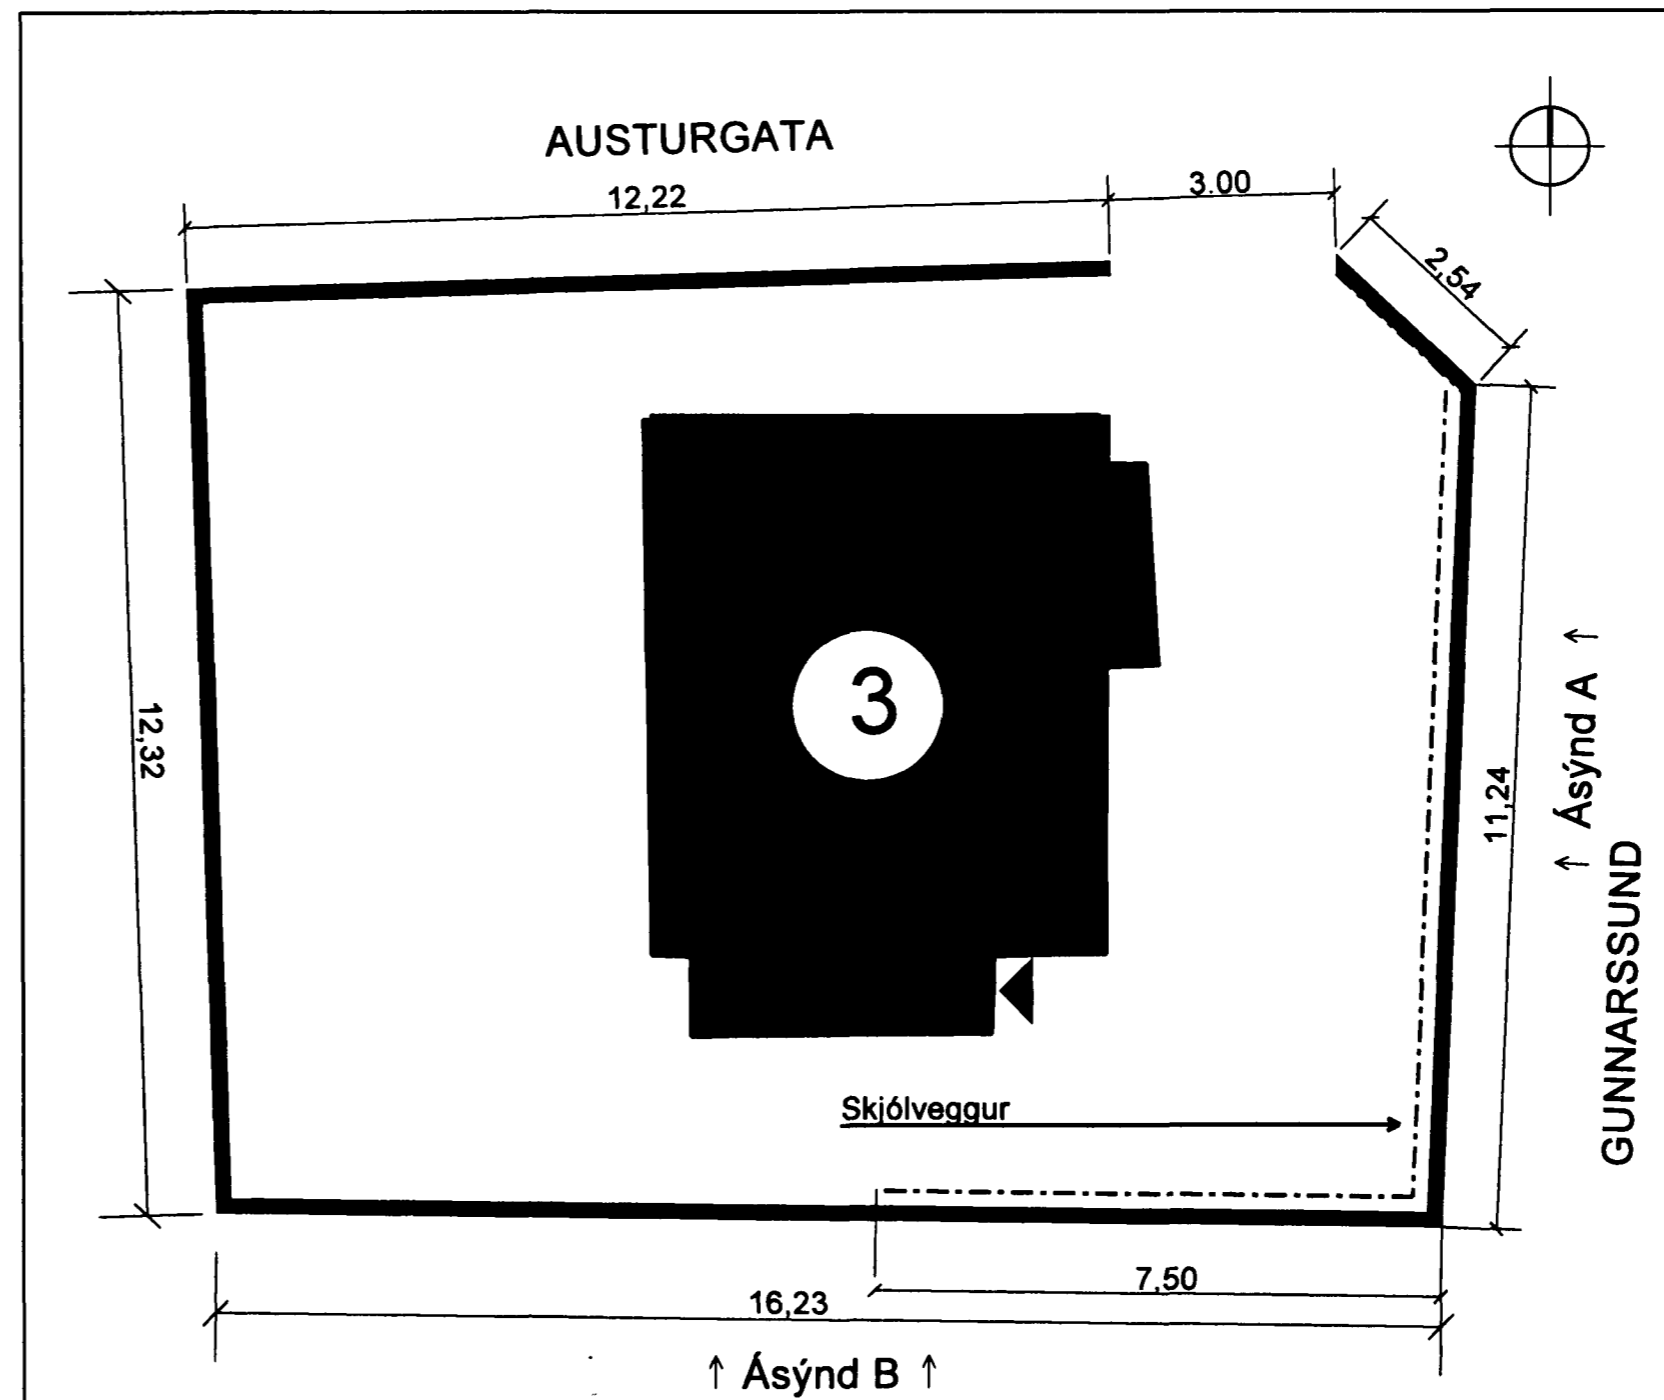 AUSTURGATA
12,22
3.00
2,54
12,32
3
11,24
↑ Ásýnd A ↑
GUNNARSSUND
Skjólveggur
7,50
16,23
↑ Ásýnd B ↑